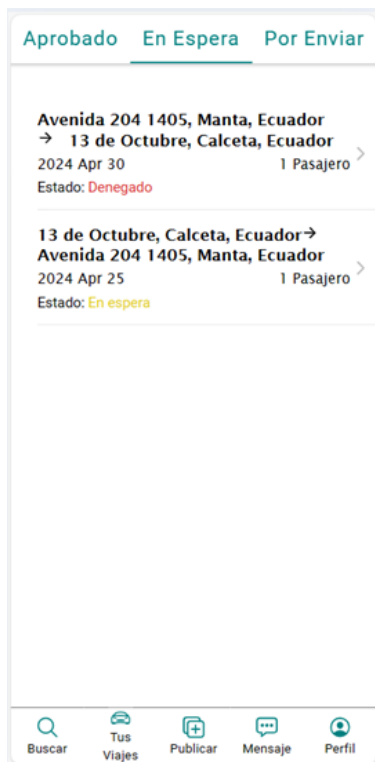 Aprobado En Espera Por Enviar
Avenida 204 1405, Manta, Ecuador
→ 13 de Octubre, Calceta, Ecuador
2024 Apr 30 1 Pasajero
Estado: Denegado
13 de Octubre, Calceta, Ecuador→
Avenida 204 1405, Manta, Ecuador
2024 Apr 25 1 Pasajero
Estado: En espera
Buscar Tus Viajes Publicar Mensaje Perfil